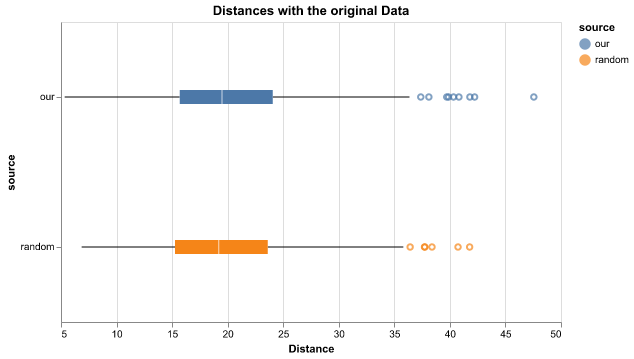 Distances with the original Data
source
our
random
our
random
source
5 10 15 20 25 30 35 40 45 50
Distance